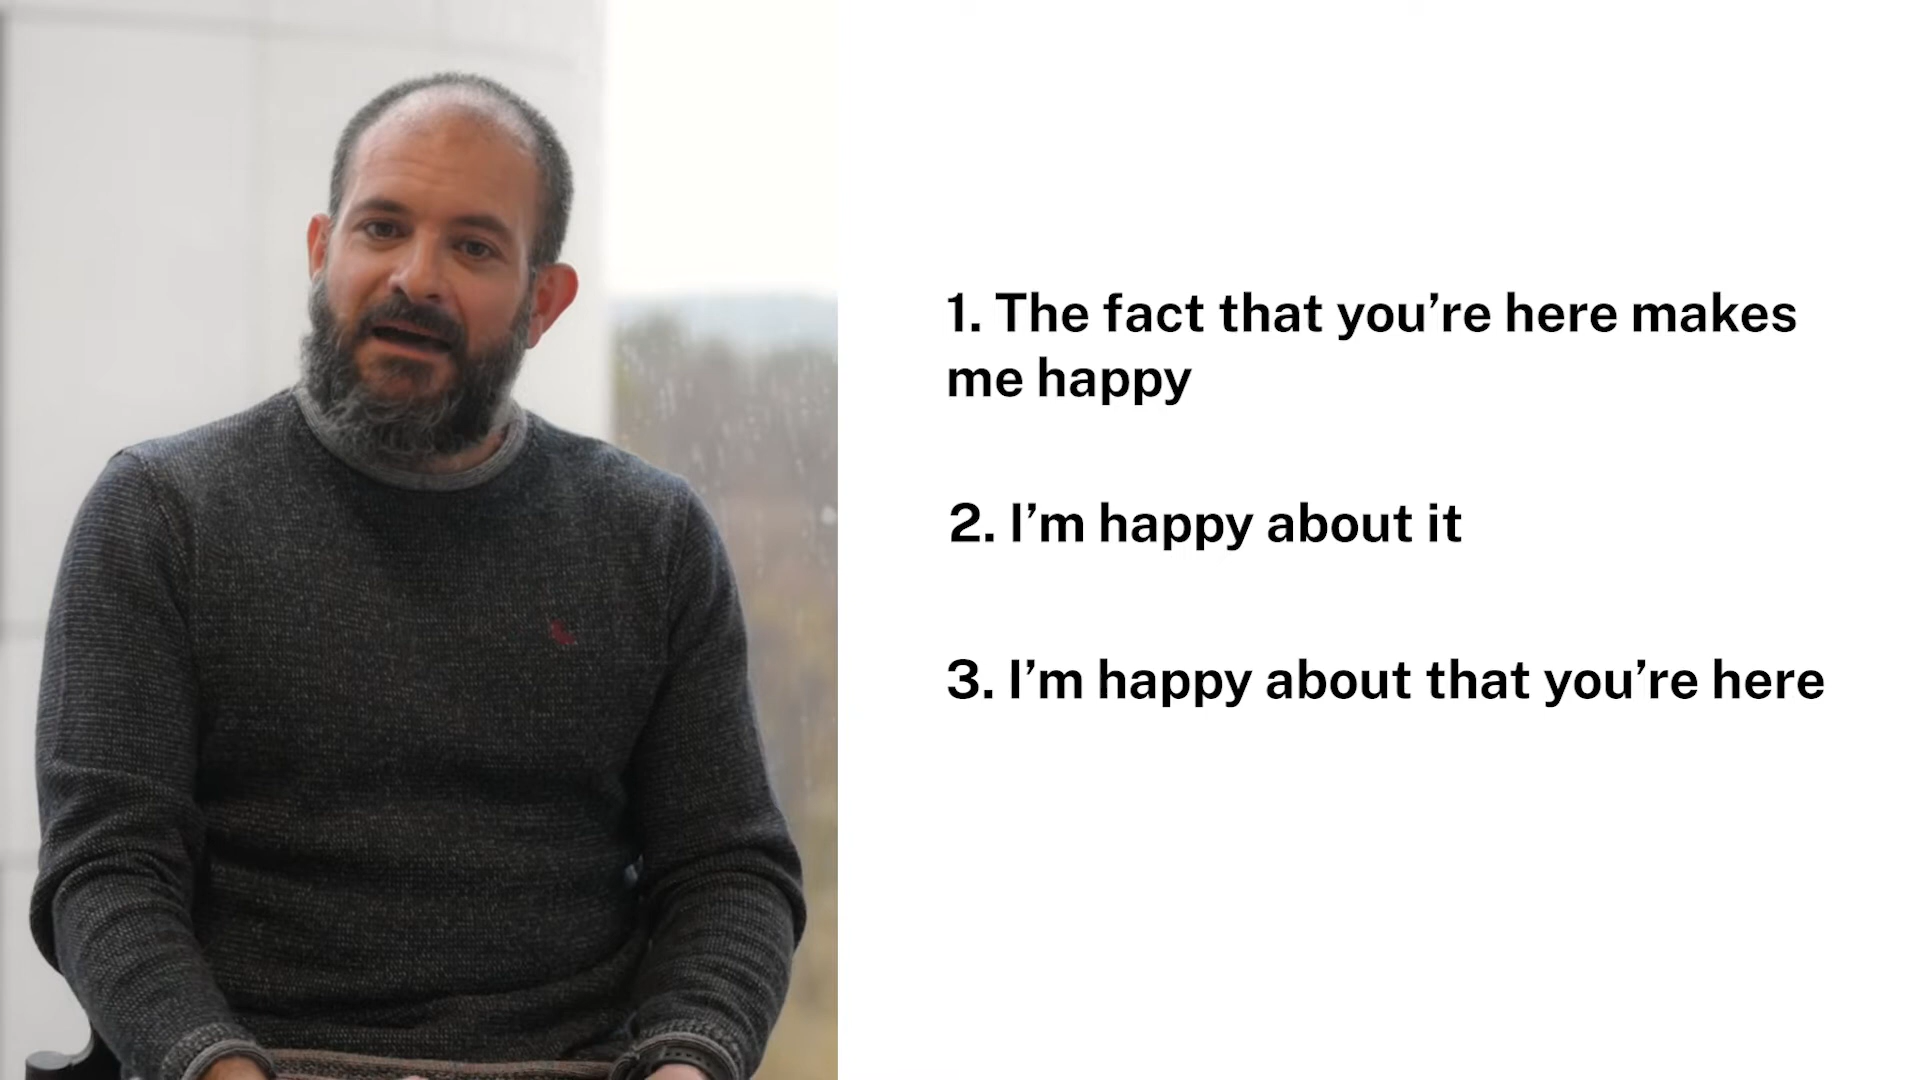 1. The fact that you’re here makes
me happy
2. I’m happy about it
3. I’m happy about that you’re here